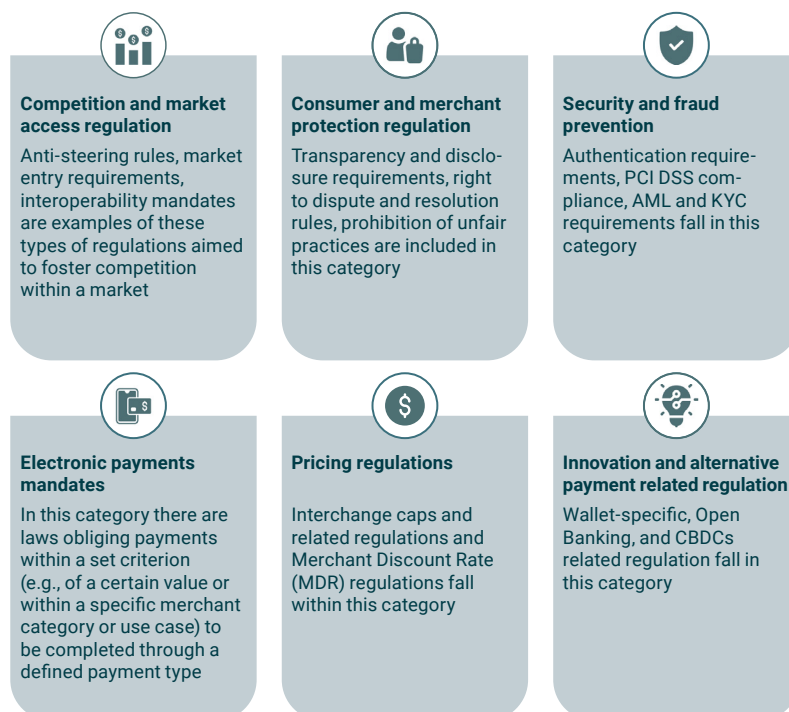 Competition and market
access regulation
Anti-steering rules, market
entry requirements,
interoperability mandates
are examples of these
types of regulations aimed
to foster competition
within a market
Consumer and merchant
protection regulation
Transparency and disclo-
sure requirements, right
to dispute and resolution
rules, prohibition of unfair
practices are included in
this category
Security and fraud
prevention
Authentication require-
ments, PCI DSS com-
pliance, AML and KYC
requirements fall in this
category
Electronic payments
mandates
In this category there are
laws obliging payments
within a set criterion
(e.g., of a certain value or
within a specific merchant
category or use case) to
be completed through a
defined payment type
Pricing regulations
Interchange caps and
related regulations and
Merchant Discount Rate
(MDR) regulations fall
within this category
Innovation and alternative
payment related regulation
Wallet-specific, Open
Banking, and CBDCs
related regulation fall in
this category